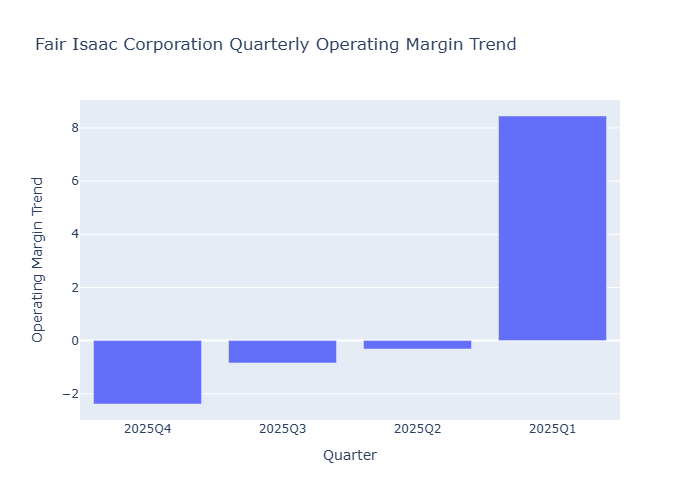 Fair Isaac Corporation Quarterly Operating Margin Trend
Operating Margin Trend
8
6
4
2
0
−2
2025Q4
2025Q3
2025Q2
2025Q1
Quarter